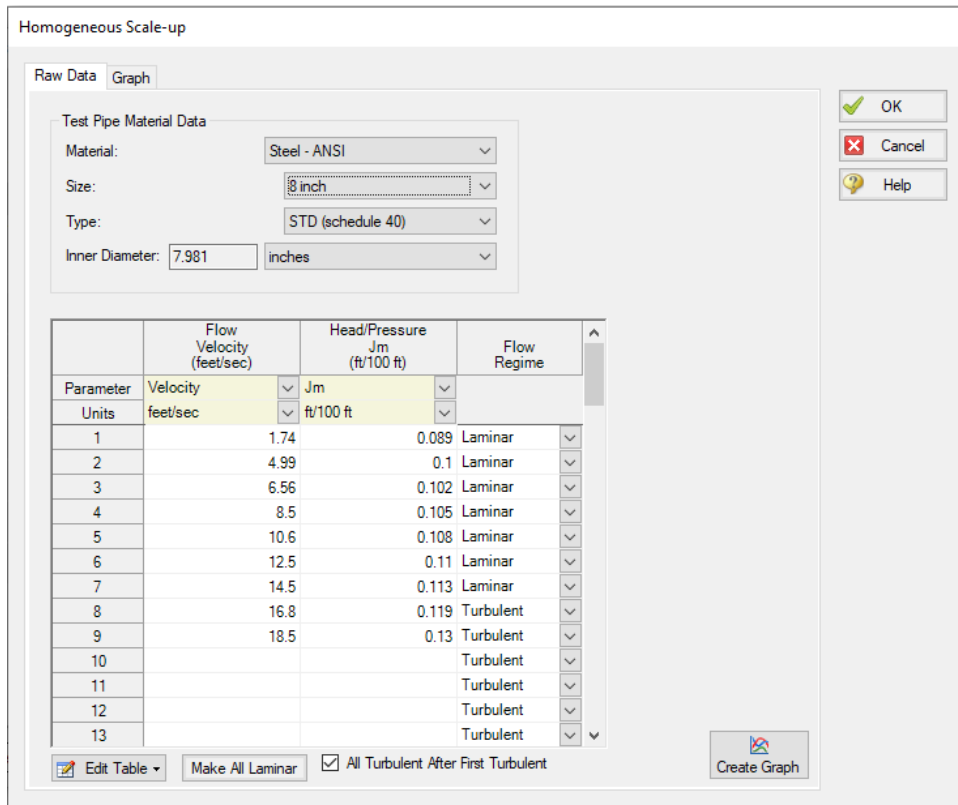 Homogeneous Scale-up
Raw Data Graph
OK
Cancel
Help
Test Pipe Material Data
Material: Steel - ANSI
Size: 8 inch
Type: STD (schedule 40)
Inner Diameter: 7.981 inches
Flow Velocity (feet/sec) Head/Pressure Jm (ft/100 ft) Flow Regime
Parameter Velocity Jm
Units feet/sec ft/100 ft
1 1.74 0.089 Laminar
2 4.99 0.1 Laminar
3 6.56 0.102 Laminar
4 8.5 0.105 Laminar
5 10.6 0.108 Laminar
6 12.5 0.11 Laminar
7 14.5 0.113 Laminar
8 16.8 0.119 Turbulent
9 18.5 0.13 Turbulent
10 Turbulent
11 Turbulent
12 Turbulent
13 Turbulent
Edit Table Make All Laminar All Turbulent After First Turbulent
Create Graph